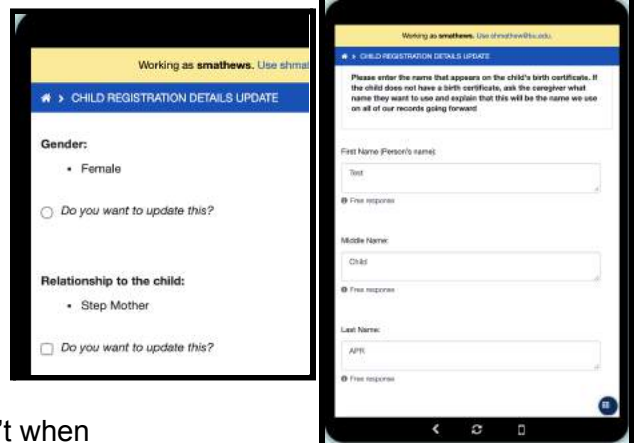 Working as smathews. Use shmat
> CHILD REGISTRATION DETAILS UPDATE
Gender:
• Female
Do you want to update this?
Relationship to the child:
• Step Mother
Do you want to update this?
't when
Working as smathews. Use shmathew@bu.edu.
> CHILD REGISTRATION DETAILS UPDATE
Please enter the name that appears on the child's birth certificate. If
the child does not have a birth certificate, ask the caregiver what
name they want to use and explain that this will be the name we use
on all of our records going forward
First Name (Person's name):
Test
Free response
Middle Name:
Child
Free response
Last Name:
APR
Free response